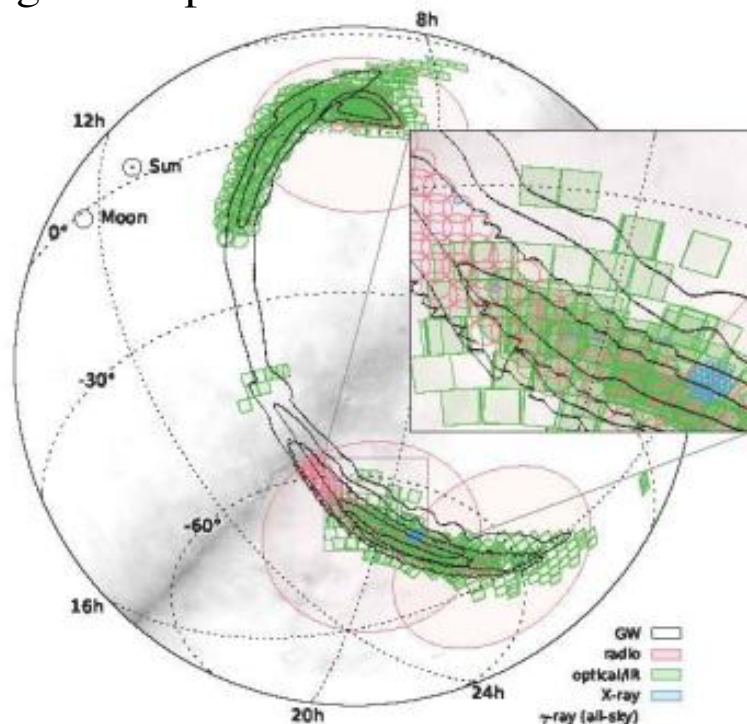 8h
12h
Sun
Moon
0°
-30°
-60°
16h
20h
24h
GW
radio
optical/IR
X-ray
γ-ray (all-sky)